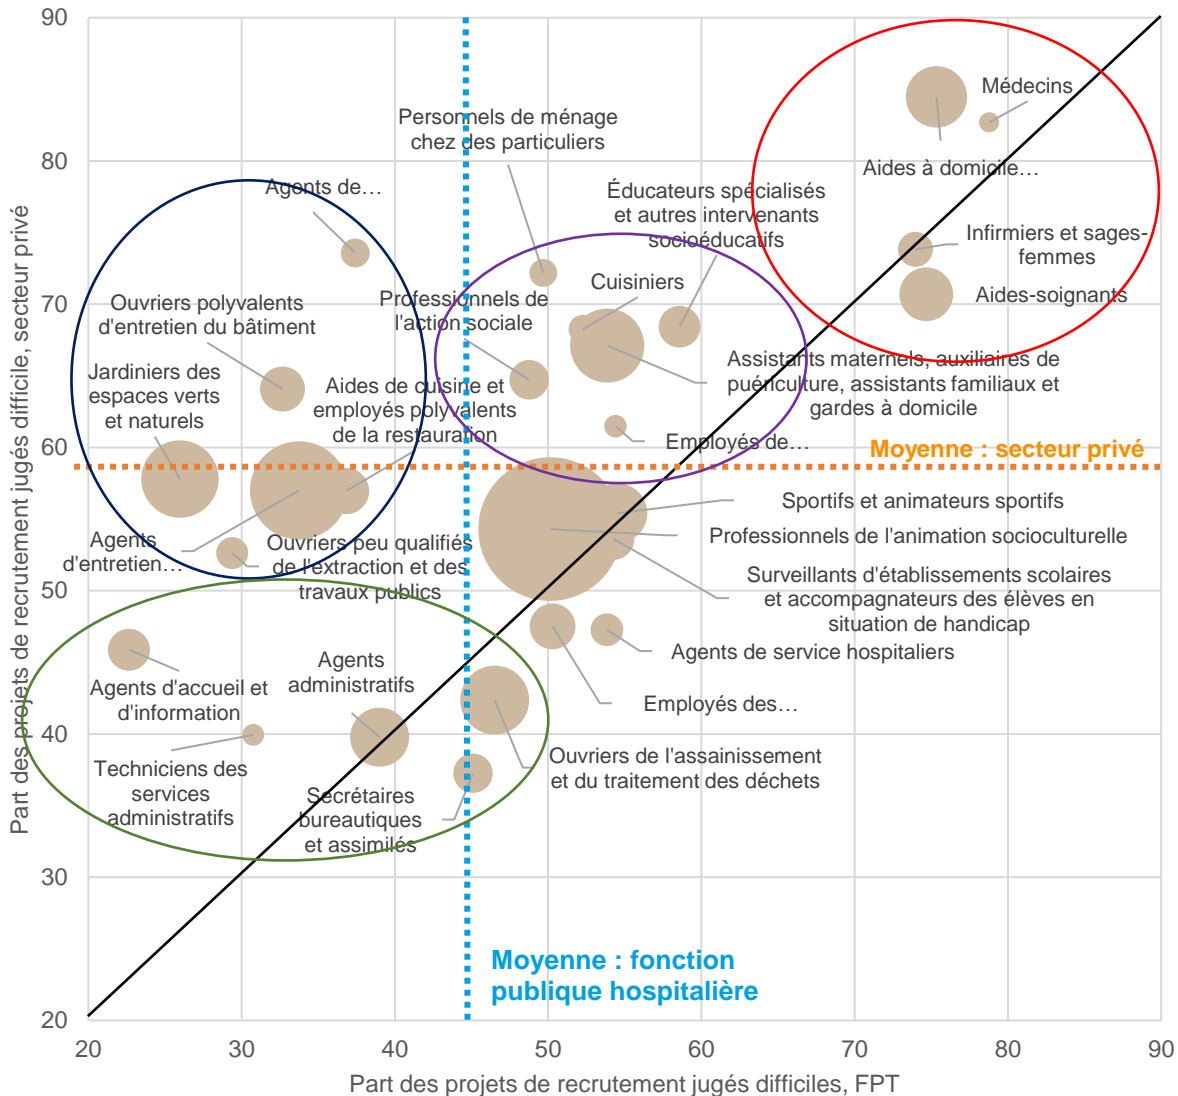 90
80
70
60
50
40
30
20
Part des projets de recrutement jugés difficile, secteur privé
Médecins
Personnels de ménage
chez des particuliers
Aides à domicile…
Agents de…
Éducateurs spécialisés
et autres intervenants
socioéducatifs
Infirmiers et sages-
femmes
Cuisiniers
Aides-soignants
Professionnels de
l'action sociale
Ouvriers polyvalents
d'entretien du bâtiment
Assistants maternels, auxiliaires de
puériculture, assistants familiaux et
gardes à domicile
Jardiniers des
espaces verts
et naturels
Aides de cuisine et
employés polyvalents
de la restauration
Employés de…
Moyenne : secteur privé
Sportifs et animateurs sportifs
Professionnels de l'animation socioculturelle
Agents
d'entretien…
Ouvriers peu qualifiés
de l'extraction et des
travaux publics
Surveillants d'établissements scolaires
et accompagnateurs des élèves en
situation de handicap
Agents de service hospitaliers
Agents
administratifs
Agents d'accueil et
d'information
Employés des…
Ouvriers de l'assainissement
et du traitement des déchets
Techniciens des
services
administratifs
Secrétaires
bureautiques
et assimilés
Moyenne : fonction
publique hospitalière
20 30 40 50 60 70 80 90
Part des projets de recrutement jugés difficiles, FPT